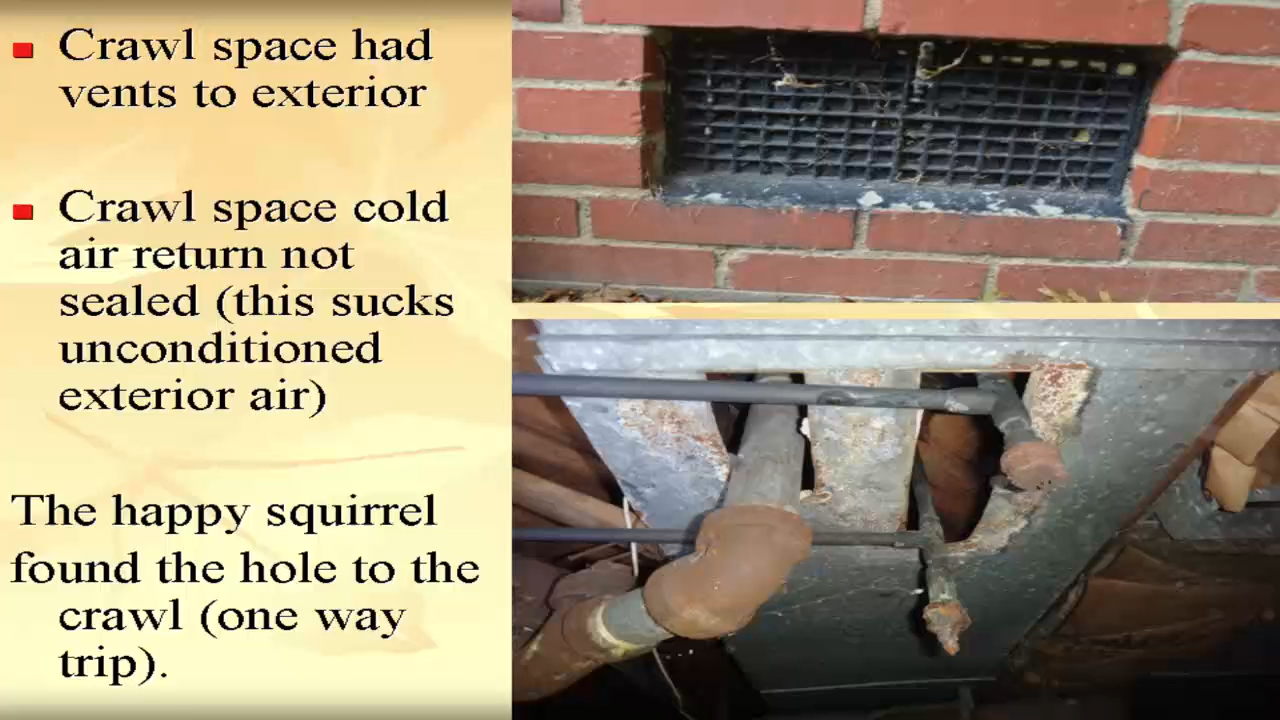 Crawl space had
vents to exterior
Crawl space cold
air return not
sealed (this sucks
unconditioned
exterior air)
The happy squirrel
found the hole to the
crawl (one way
trip).